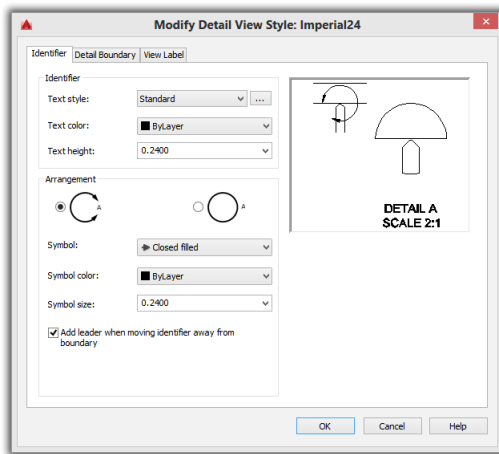 Modify Detail View Style: Imperial24
Identifier Detail Boundary View Label
Identifier
Text style: Standard ...
Text color: ByLayer
Text height: 0.2400
Arrangement
A A
Symbol: Closed filled
Symbol color: ByLayer
Symbol size: 0.2400
Add leader when moving identifier away from
boundary
DETAIL A
SCALE 2:1
OK Cancel Help